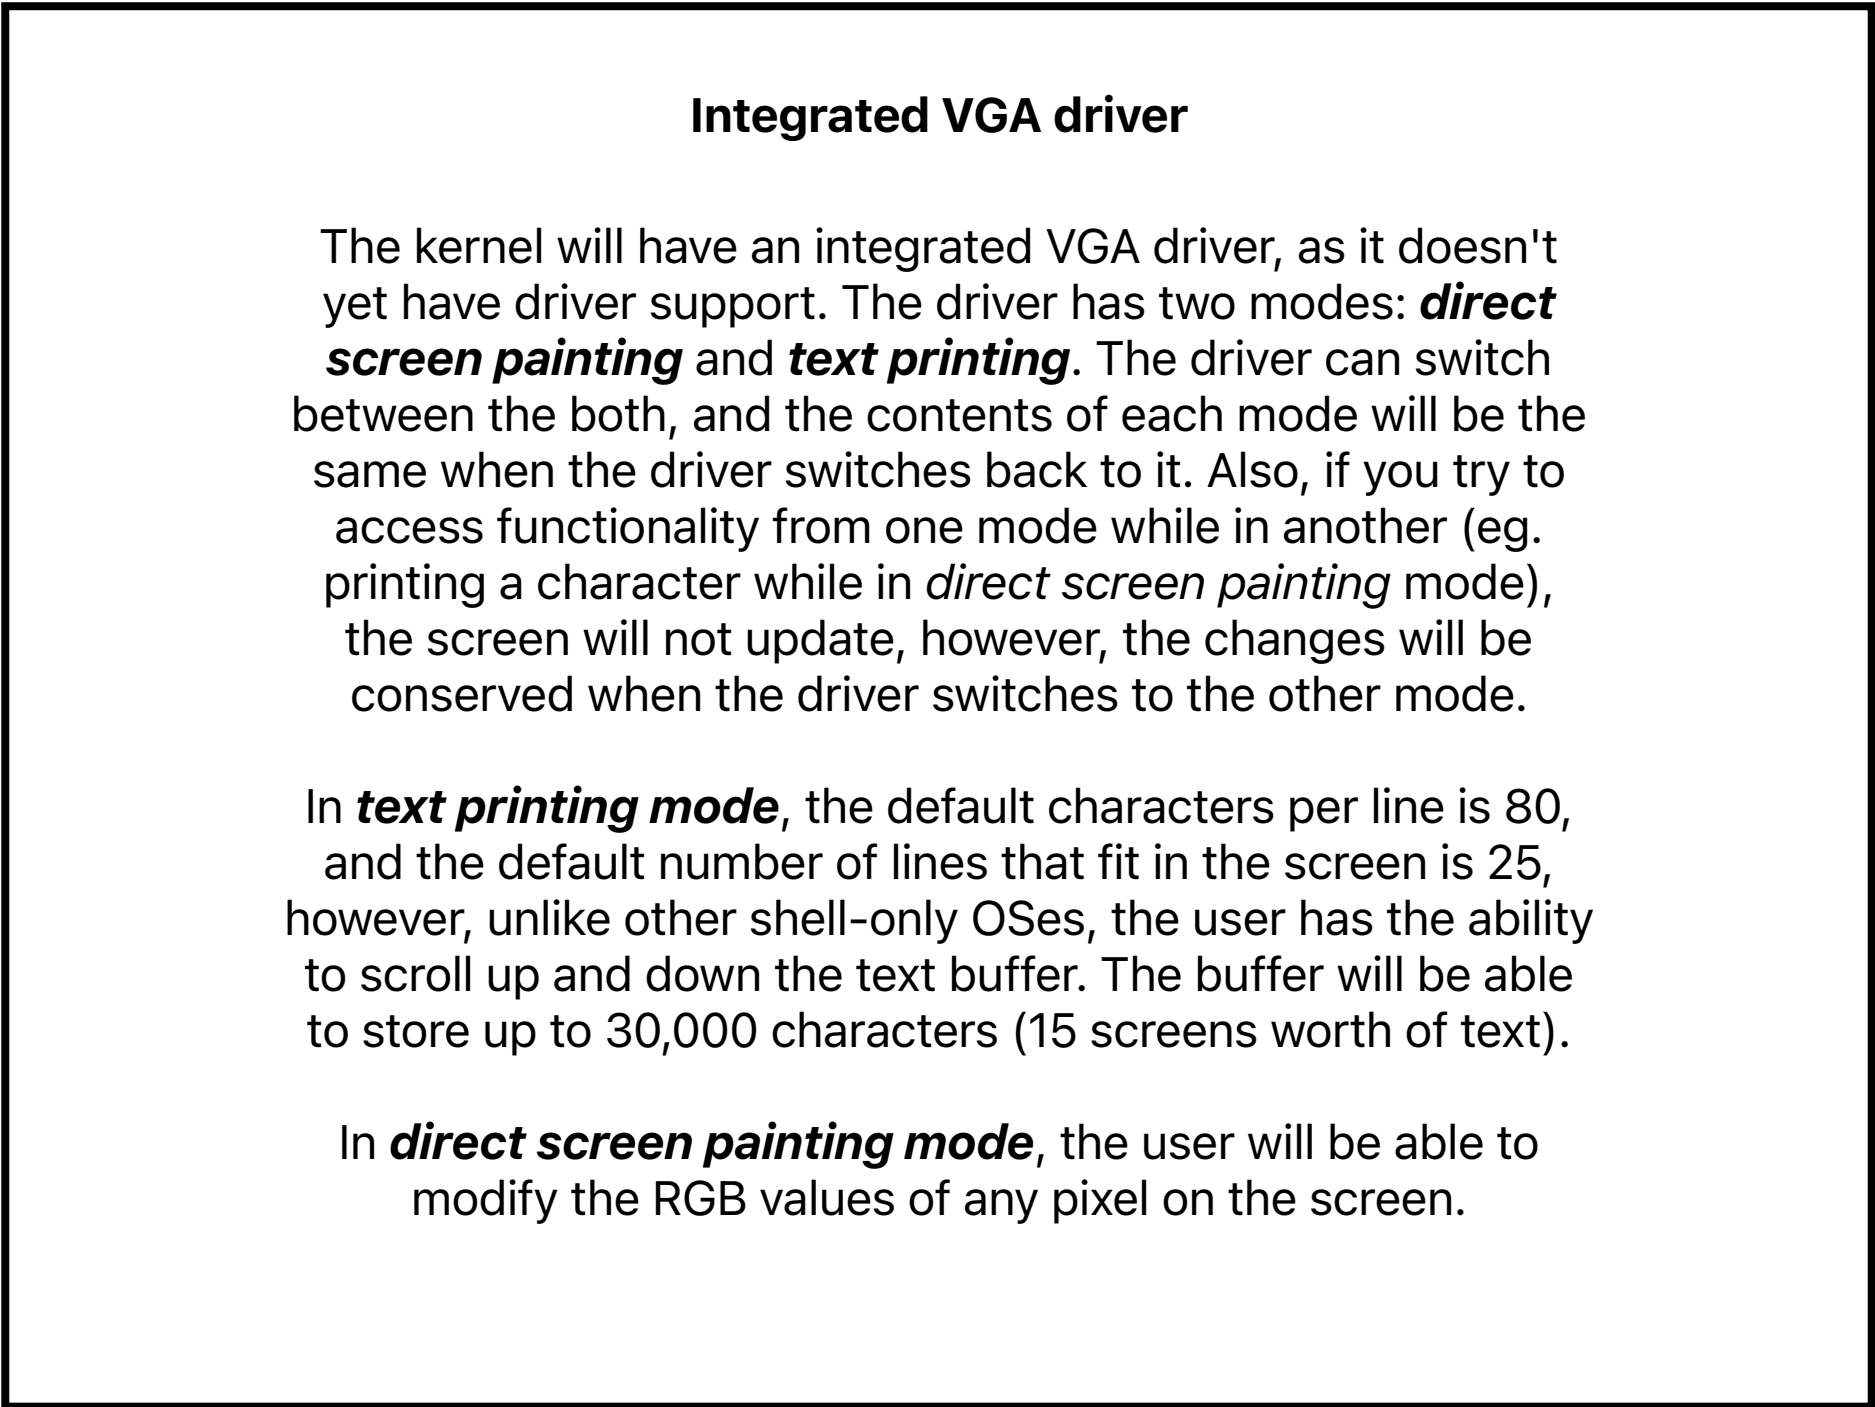 Integrated VGA driver
The kernel will have an integrated VGA driver, as it doesn't
yet have driver support. The driver has two modes: direct
screen painting and text printing. The driver can switch
between the both, and the contents of each mode will be the
same when the driver switches back to it. Also, if you try to
access functionality from one mode while in another (eg.
printing a character while in direct screen painting mode),
the screen will not update, however, the changes will be
conserved when the driver switches to the other mode.
In text printing mode, the default characters per line is 80,
and the default number of lines that fit in the screen is 25,
however, unlike other shell-only OSes, the user has the ability
to scroll up and down the text buffer. The buffer will be able
to store up to 30,000 characters (15 screens worth of text).
In direct screen painting mode, the user will be able to
modify the RGB values of any pixel on the screen.